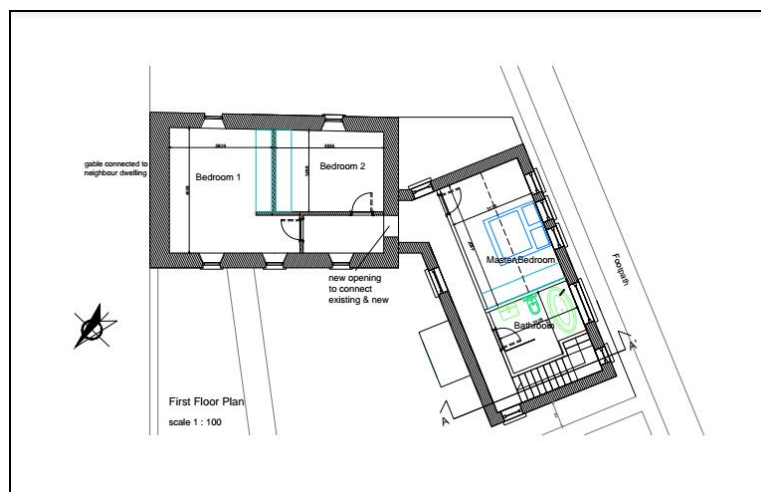 gable connected to
neighbour dwelling
Bedroom 1
Bedroom 2
new opening
to connect
existing & new
Master Bedroom
Bathroom
Footpath
A
A'
First Floor Plan
scale 1 : 100